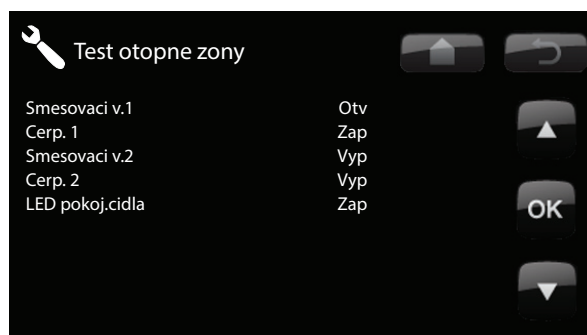 Test otopne zony
Smesovaci v.1 Otv
Cerp. 1 Zap
Smesovaci v.2 Vyp
Cerp. 2 Vyp
LED pokoj.cidla Zap
OK